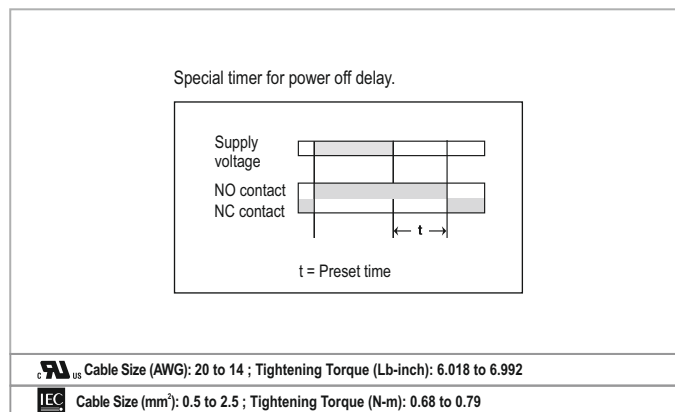 Special timer for power off delay.
Supply
voltage
NO contact
NC contact
t
t = Preset time
c RU US Cable Size (AWG): 20 to 14 ; Tightening Torque (Lb-inch): 6.018 to 6.992
IEC Cable Size (mm²): 0.5 to 2.5 ; Tightening Torque (N-m): 0.68 to 0.79